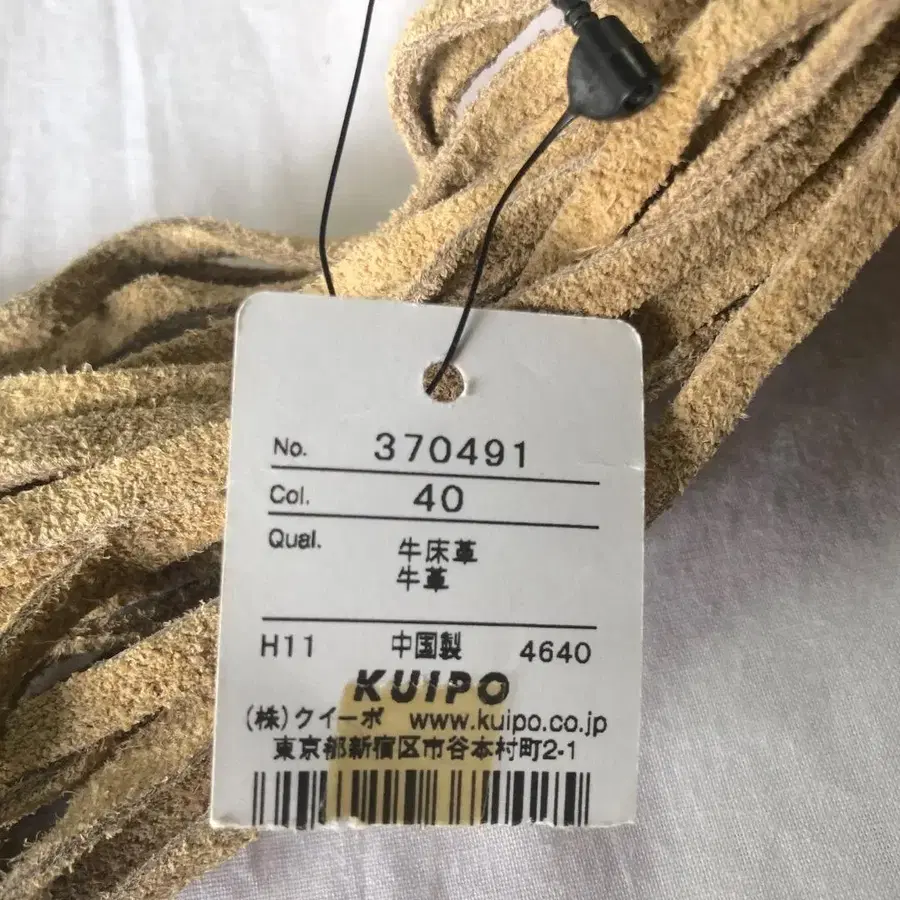 No. 370491
Col. 40
Qual. 牛床革
牛革
H11 中国製 4640
KUIPO
(株)クイーポ www.kuipo.co.jp
東京都新宿区市谷本村町2-1